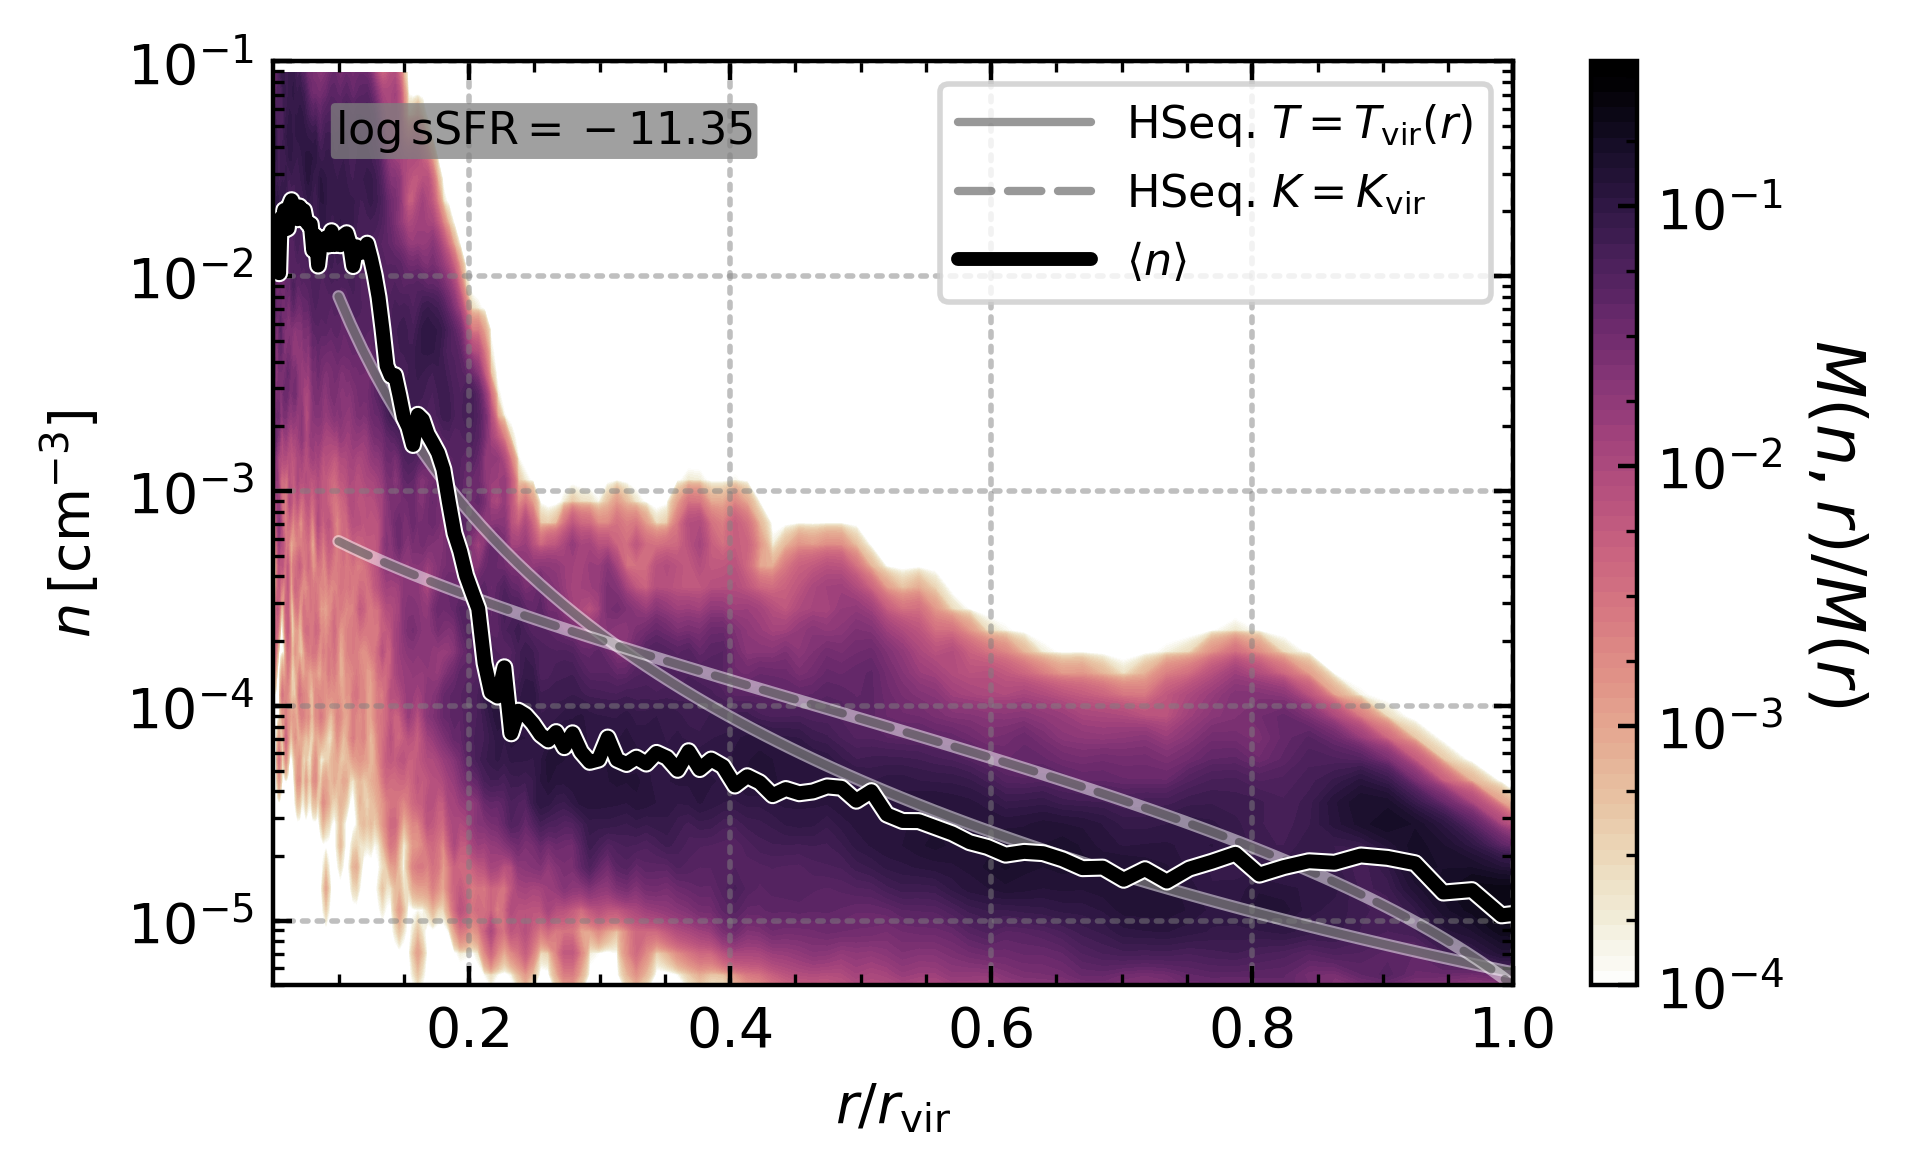 10⁻¹
10⁻²
10⁻³
10⁻⁴
10⁻⁵
n [cm⁻³]
log sSFR = −11.35
HSeq. T = T_vir(r)
HSeq. K = K_vir
⟨n⟩
0.2 0.4 0.6 0.8 1.0
r/r_vir
10⁻¹
10⁻²
10⁻³
10⁻⁴
M(n, r)/M(r)